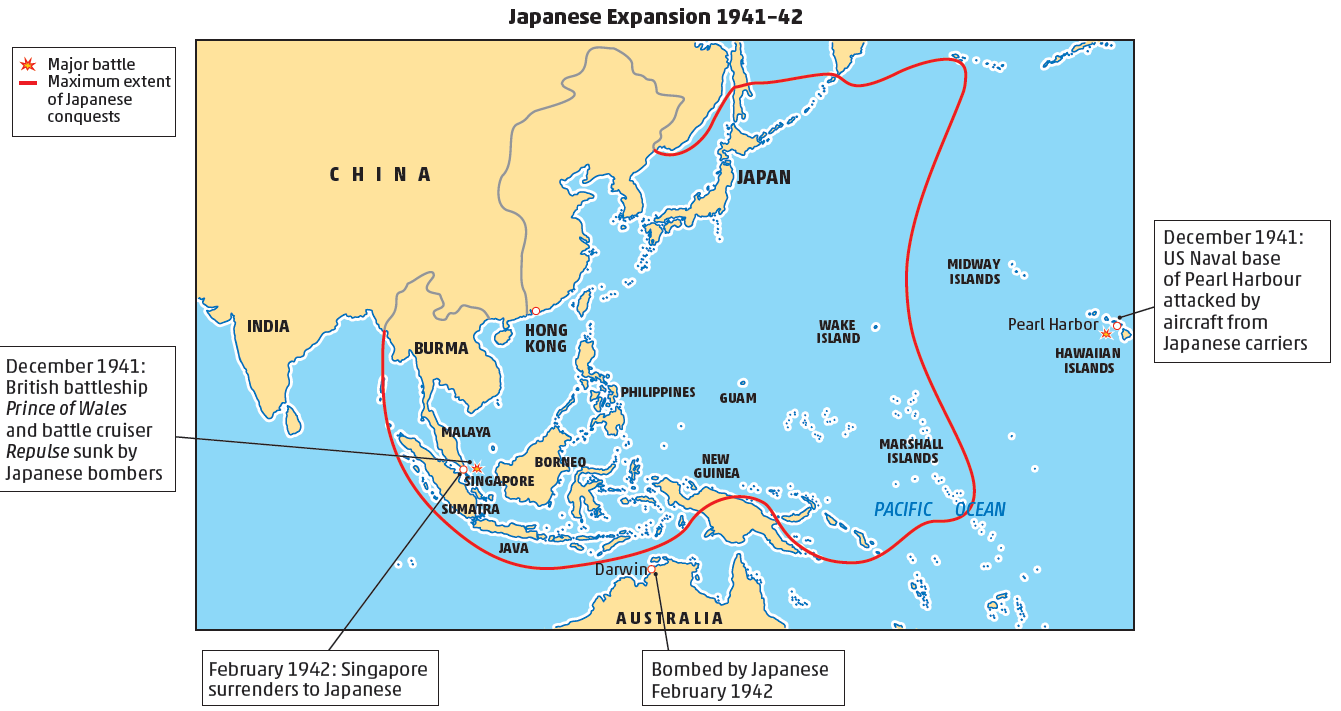 Japanese Expansion 1941–42
Major battle
Maximum extent
of Japanese
conquests
CHINA
JAPAN
INDIA
BURMA
HONG
KONG
MIDWAY
ISLANDS
WAKE
ISLAND
Pearl Harbor
HAWAIIAN
ISLANDS
December 1941:
US Naval base
of Pearl Harbour
attacked by
aircraft from
Japanese carriers
December 1941:
British battleship
Prince of Wales
and battle cruiser
Repulse sunk by
Japanese bombers
PHILIPPINES
GUAM
MALAYA
MARSHALL
ISLANDS
BORNEO
NEW
GUINEA
SINGAPORE
SUMATRA
PACIFIC OCEAN
JAVA
Darwin
AUSTRALIA
February 1942: Singapore
surrenders to Japanese
Bombed by Japanese
February 1942